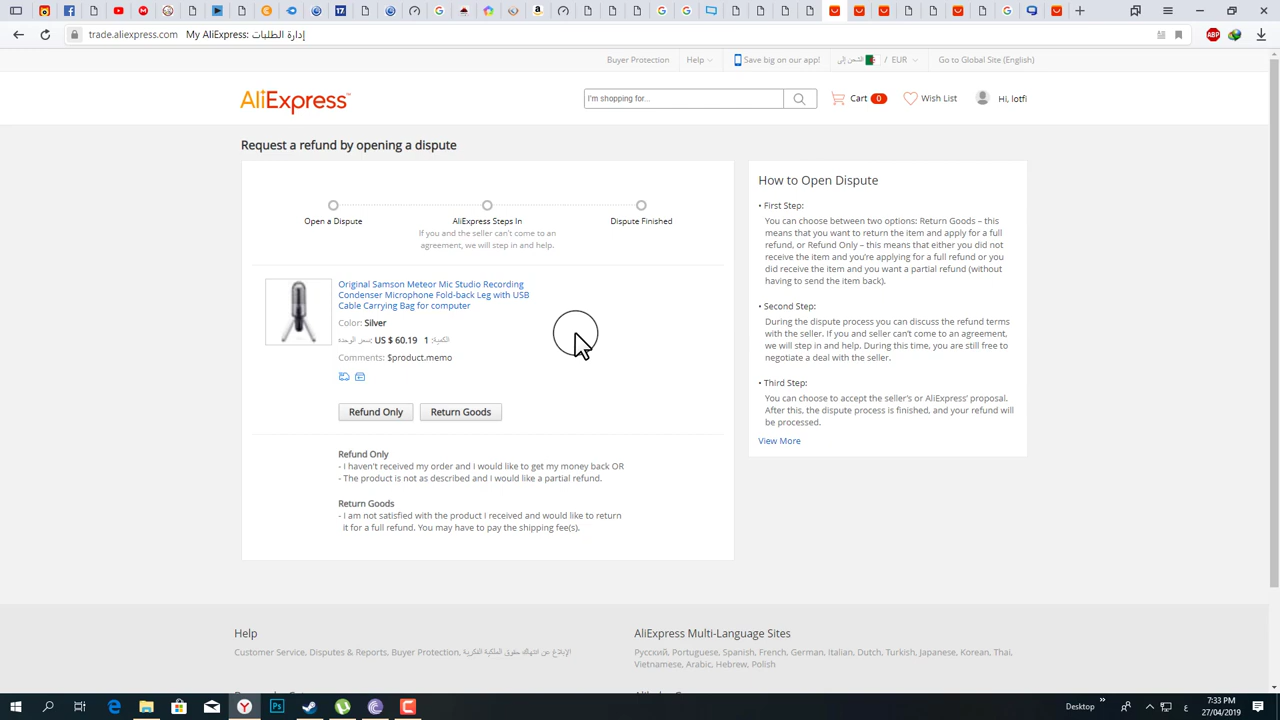 trade.aliexpress.com My AliExpress: إدارة الطلبات
Buyer Protection Help Save big on our app! الشحن إلى / EUR Go to Global Site (English)
AliExpress™
I'm shopping for...
Cart 0 Wish List Hi, lotfi
Request a refund by opening a dispute
Open a Dispute
AliExpress Steps In
If you and the seller can't come to an
agreement, we will step in and help.
Dispute Finished
Original Samson Meteor Mic Studio Recording
Condenser Microphone Fold-back Leg with USB
Cable Carrying Bag for computer
Color: Silver
سعر الوحدة: US $ 60.19 1 الكمية:
Comments: $product.memo
Refund Only Return Goods
Refund Only
- I haven't received my order and I would like to get my money back OR
- The product is not as described and I would like a partial refund.
Return Goods
- I am not satisfied with the product I received and would like to return
it for a full refund. You may have to pay the shipping fee(s).
How to Open Dispute
• First Step:
You can choose between two options: Return Goods – this
means that you want to return the item and apply for a full
refund, or Refund Only – this means that either you did not
receive the item and you're applying for a full refund or you
did receive the item and you want a partial refund (without
having to send the item back).
• Second Step:
During the dispute process you can discuss the refund terms
with the seller. If you and seller can't come to an agreement,
we will step in and help. During this time, you are still free to
negotiate a deal with the seller.
• Third Step:
You can choose to accept the seller's or AliExpress' proposal.
After this, the dispute process is finished, and your refund will
be processed.
View More
Help
Customer Service, Disputes & Reports, Buyer Protection, الإبلاغ عن انتهاك حقوق الملكية الفكرية
AliExpress Multi-Language Sites
Русский, Portuguese, Spanish, French, German, Italian, Dutch, Turkish, Japanese, Korean, Thai,
Vietnamese, Arabic, Hebrew, Polish
Desktop
ع
7:33 PM
27/04/2019